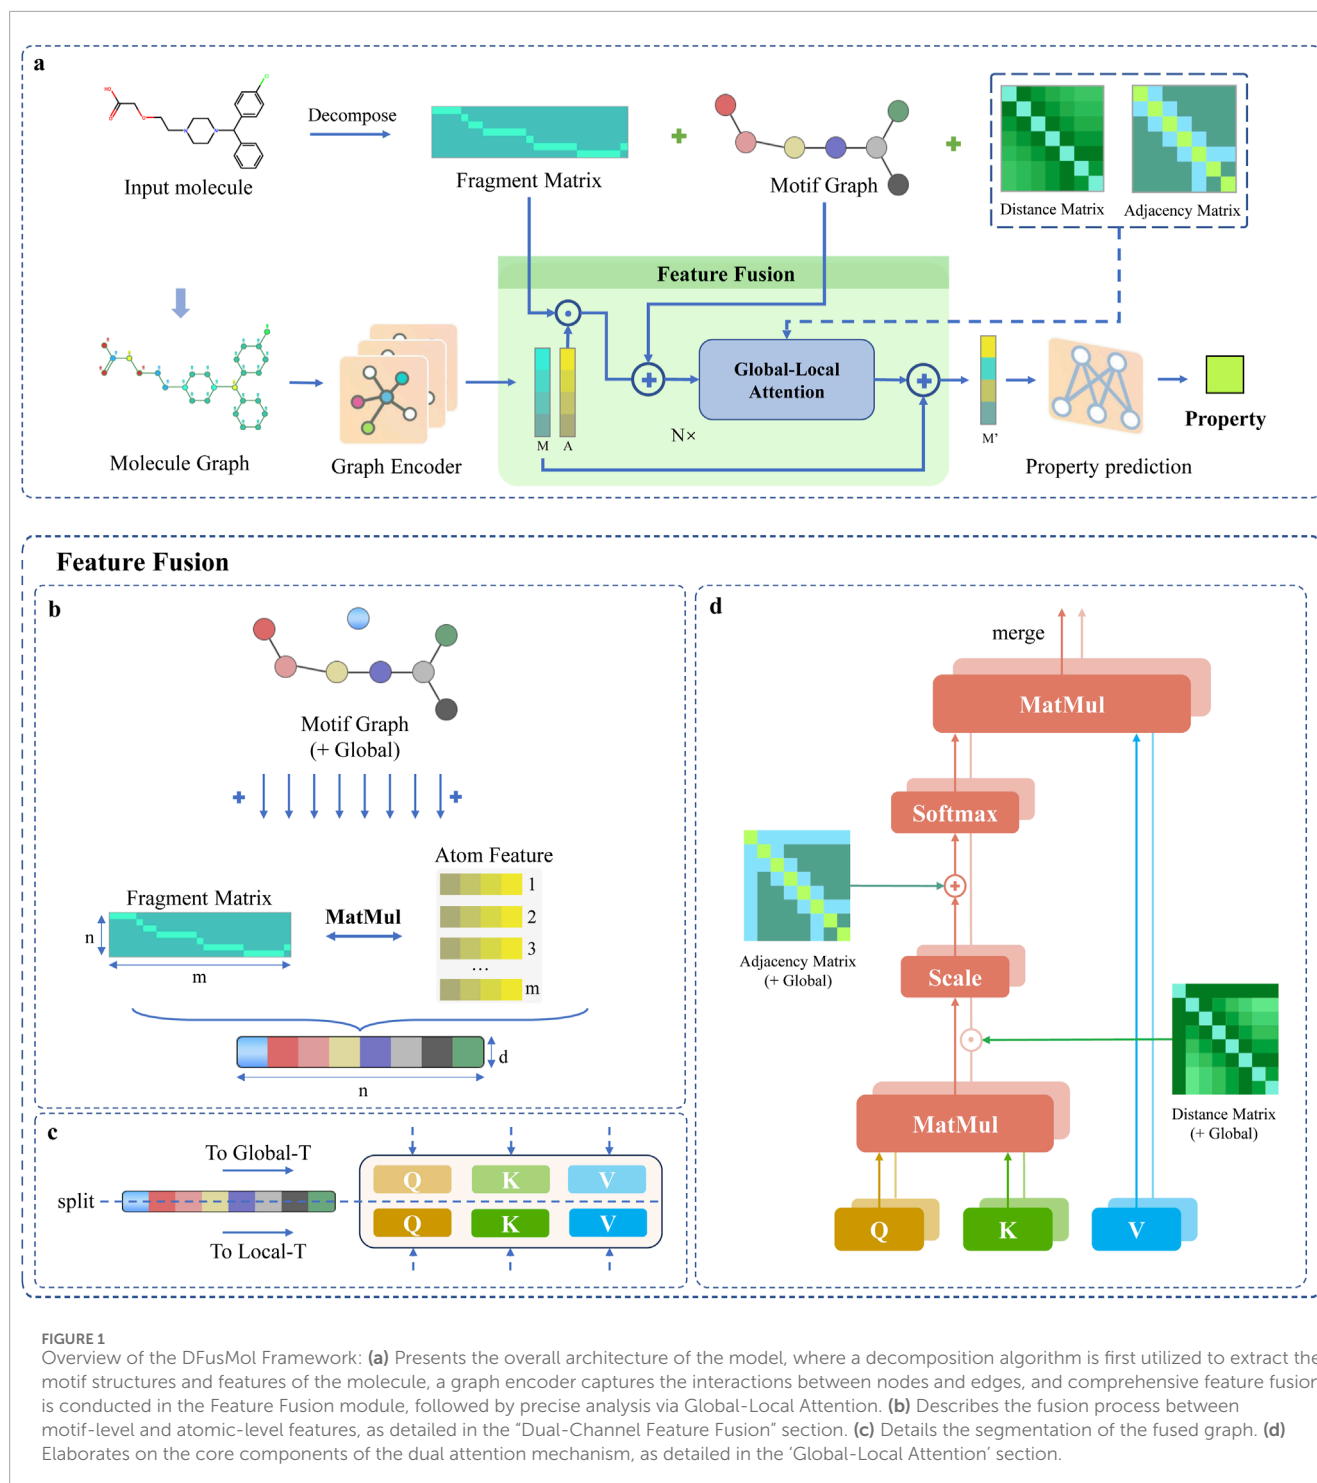 a
Decompose
Input molecule
Fragment Matrix
Motif Graph
Distance Matrix
Adjacency Matrix
Feature Fusion
Global-Local
Attention
M
A
N×
M'
Molecule Graph
Graph Encoder
Property prediction
Property
Feature Fusion
b
Motif Graph
(+ Global)
Atom Feature
Fragment Matrix
MatMul
n
m
1
2
3
...
m
d
n
c
To Global-T
split
To Local-T
Q K V
Q K V
d
merge
MatMul
Softmax
Adjacency Matrix
(+ Global)
Scale
MatMul
Distance Matrix
(+ Global)
Q K V
FIGURE 1
Overview of the DFusMol Framework: (a) Presents the overall architecture of the model, where a decomposition algorithm is first utilized to extract the
motif structures and features of the molecule, a graph encoder captures the interactions between nodes and edges, and comprehensive feature fusion
is conducted in the Feature Fusion module, followed by precise analysis via Global-Local Attention. (b) Describes the fusion process between
motif-level and atomic-level features, as detailed in the “Dual-Channel Feature Fusion” section. (c) Details the segmentation of the fused graph. (d)
Elaborates on the core components of the dual attention mechanism, as detailed in the ‘Global-Local Attention’ section.